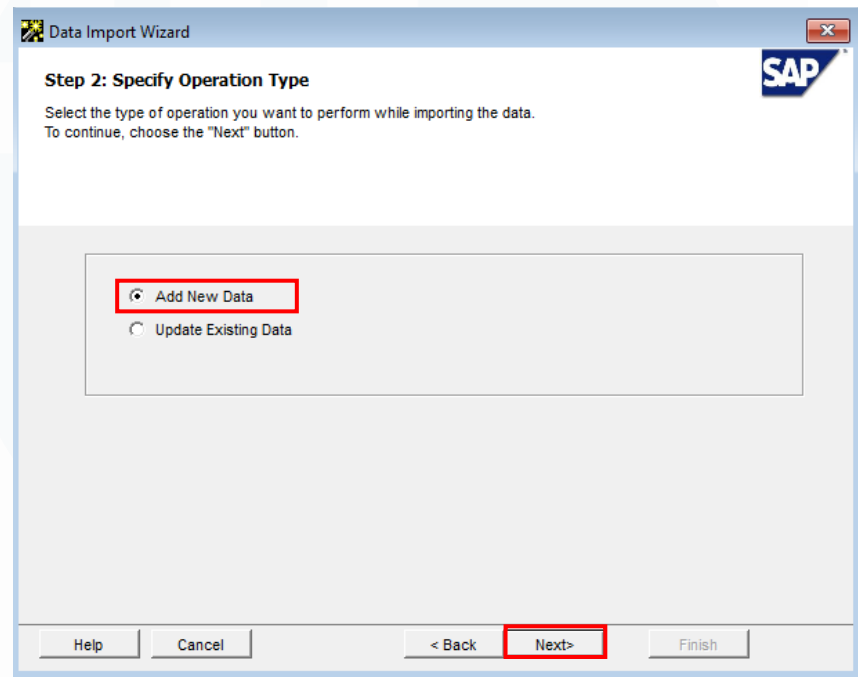 Data Import Wizard
Step 2: Specify Operation Type
SAP
Select the type of operation you want to perform while importing the data.
To continue, choose the "Next" button.
Add New Data
Update Existing Data
Help Cancel < Back Next> Finish